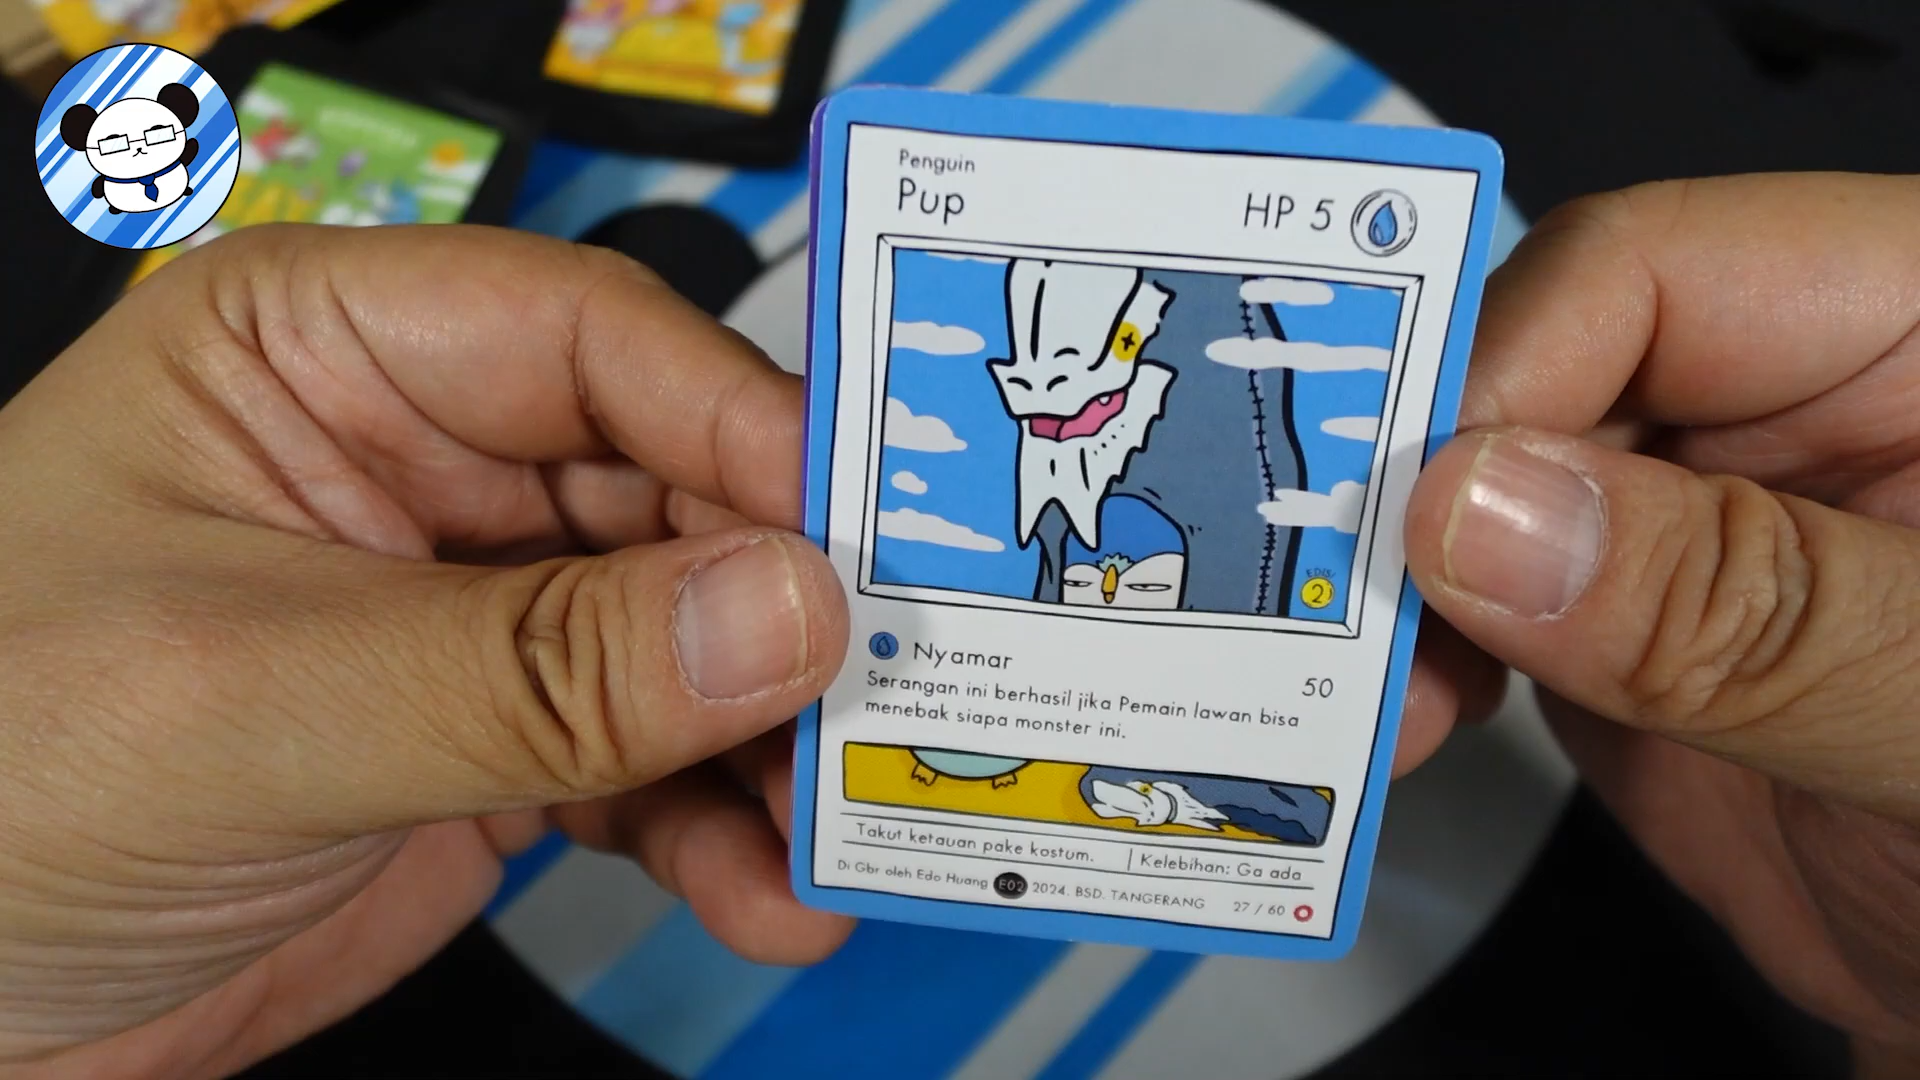 Penguin
Pup
HP 5
EDISI
2
Nyamar
50
Serangan ini berhasil jika Pemain lawan bisa
menebak siapa monster ini.
Takut ketauan pake kostum.
Kelebihan: Ga ada
Di Gbr oleh Edo Huang E02 2024. BSD. TANGERANG
27 / 60